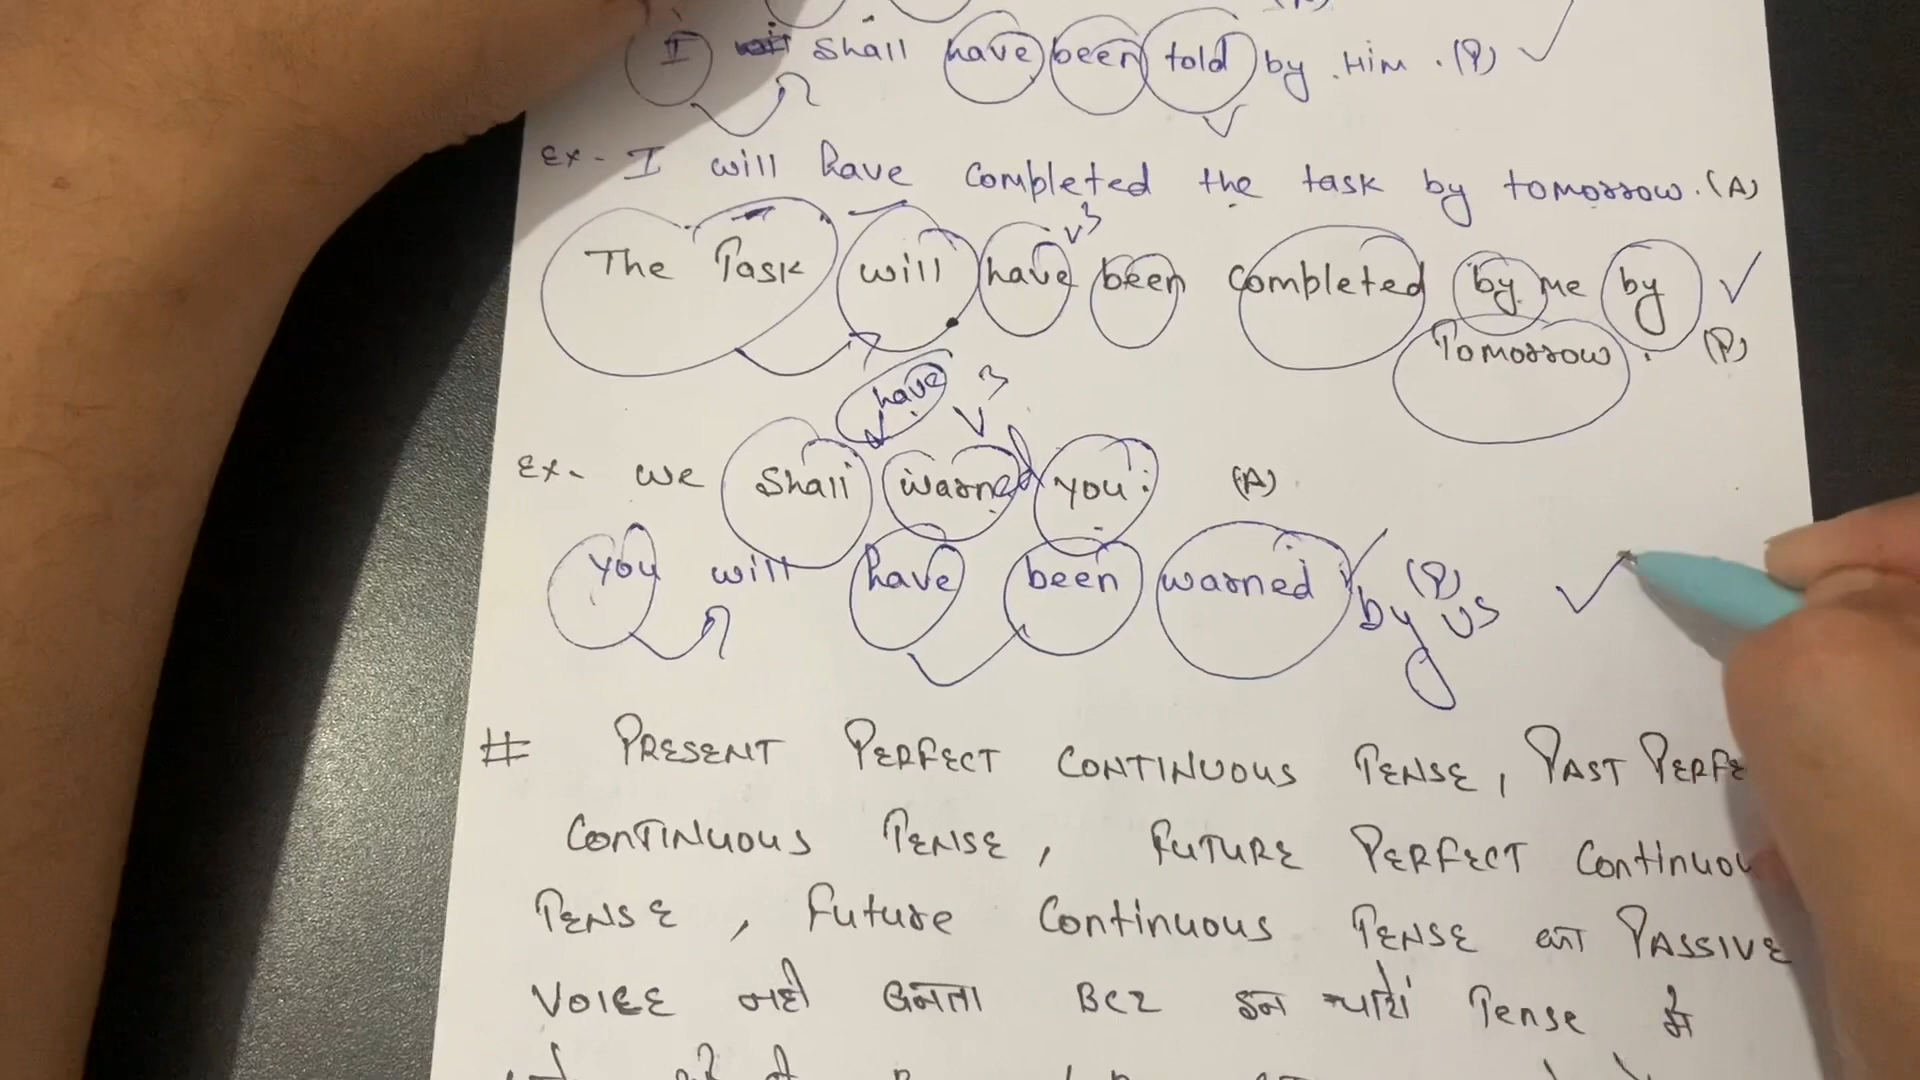 I shall have been told by Him. (P) ✓
Ex- I will have completed the task by tomorrow. (A)
The Task will have been completed by me by ✓
Tomorrow. (P)
have v3
Ex- we shall warned you. (A)
you will have been warned by us (P) ✓
# PRESENT PERFECT CONTINUOUS TENSE, PAST PERFE
CONTINUOUS TENSE, FUTURE PERFECT Continuou
TENSE, Future Continuous TENSE का PASSIVE
VOICE नही बनता BCZ इन चारो Tense मे